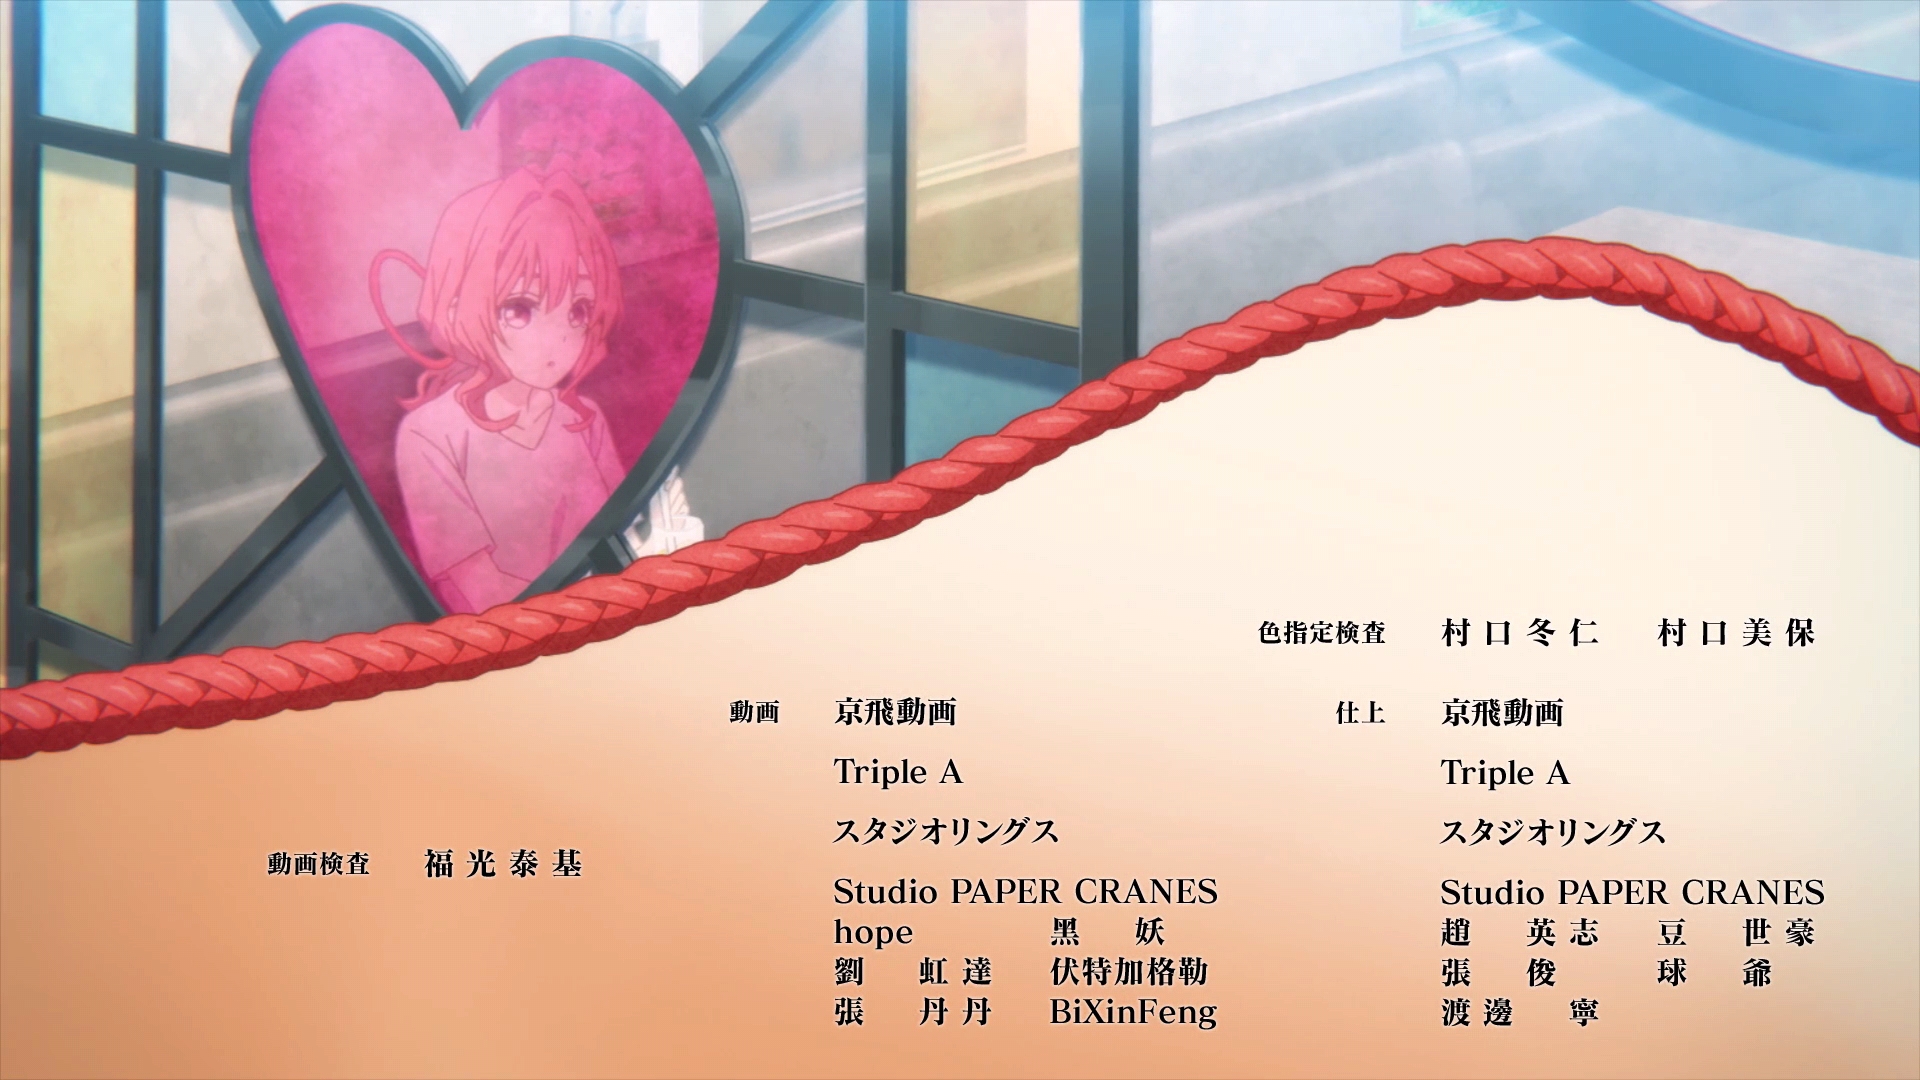 動画検査 福光泰基
動画 京飛動画
Triple A
スタジオリングス
Studio PAPER CRANES
hope 黑妖
劉虹達 伏特加格勒
張丹丹 BiXinFeng
色指定検査 村口冬仁 村口美保
仕上 京飛動画
Triple A
スタジオリングス
Studio PAPER CRANES
趙英志 豆世豪
張俊 球爺
渡邊寧